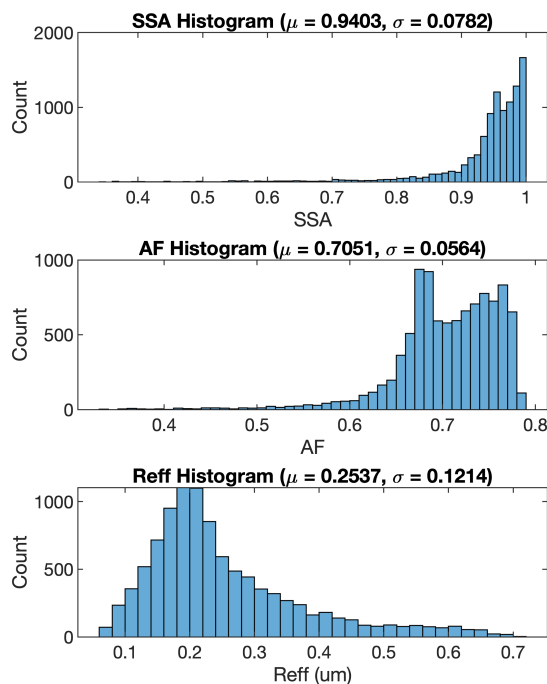 SSA Histogram (μ = 0.9403, σ = 0.0782)
2000
1000
0
Count
0.4 0.5 0.6 0.7 0.8 0.9 1
SSA
AF Histogram (μ = 0.7051, σ = 0.0564)
1000
500
0
Count
0.4 0.5 0.6 0.7 0.8
AF
Reff Histogram (μ = 0.2537, σ = 0.1214)
1000
500
0
Count
0.1 0.2 0.3 0.4 0.5 0.6 0.7
Reff (um)